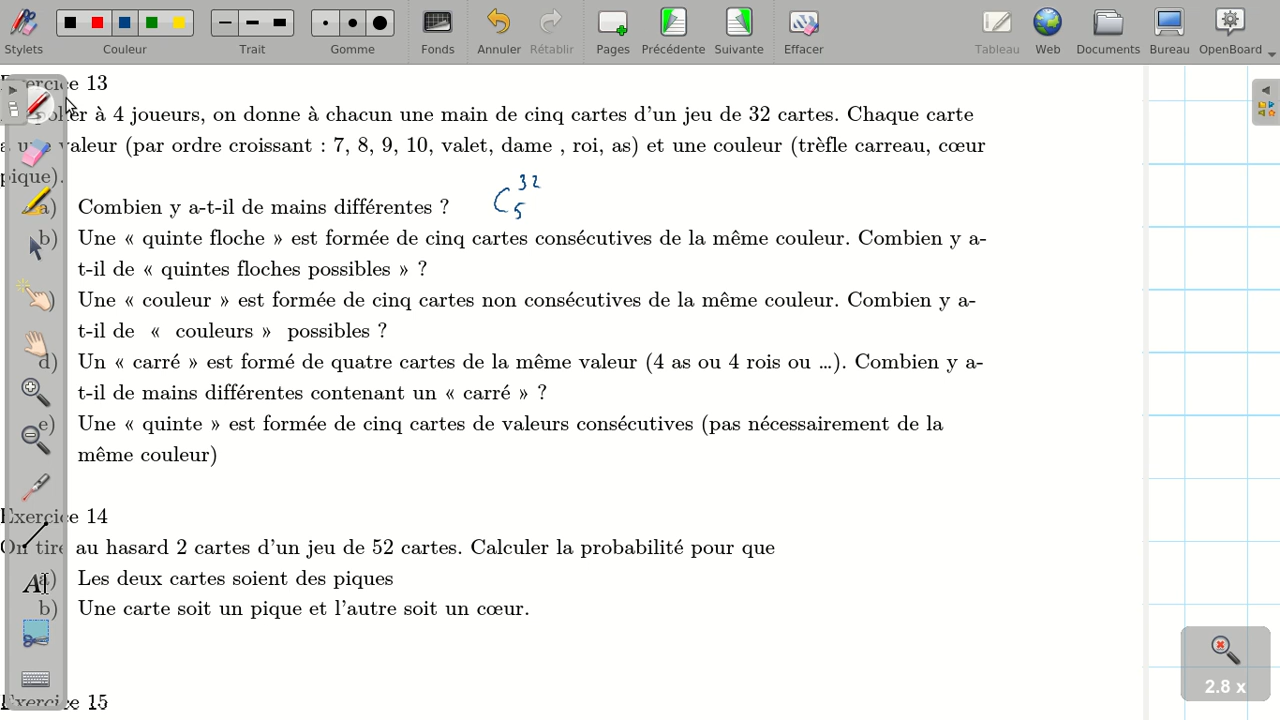 Stylets Couleur Trait Gomme Fonds Annuler Rétablir Pages Précédente Suivante Effacer Tableau Web Documents Bureau OpenBoard
Exercice 13
poker à 4 joueurs, on donne à chacun une main de cinq cartes d'un jeu de 32 cartes. Chaque carte
a une valeur (par ordre croissant : 7, 8, 9, 10, valet, dame , roi, as) et une couleur (trèfle carreau, cœur
pique).
a) Combien y a-t-il de mains différentes ? C 32 5
b) Une « quinte floche » est formée de cinq cartes consécutives de la même couleur. Combien y a-
t-il de « quintes floches possibles » ?
) Une « couleur » est formée de cinq cartes non consécutives de la même couleur. Combien y a-
t-il de « couleurs » possibles ?
d) Un « carré » est formé de quatre cartes de la même valeur (4 as ou 4 rois ou …). Combien y a-
t-il de mains différentes contenant un « carré » ?
e) Une « quinte » est formée de cinq cartes de valeurs consécutives (pas nécessairement de la
même couleur)
Exercice 14
On tire au hasard 2 cartes d'un jeu de 52 cartes. Calculer la probabilité pour que
a) Les deux cartes soient des piques
b) Une carte soit un pique et l'autre soit un cœur.
2.8 x
Exercice 15